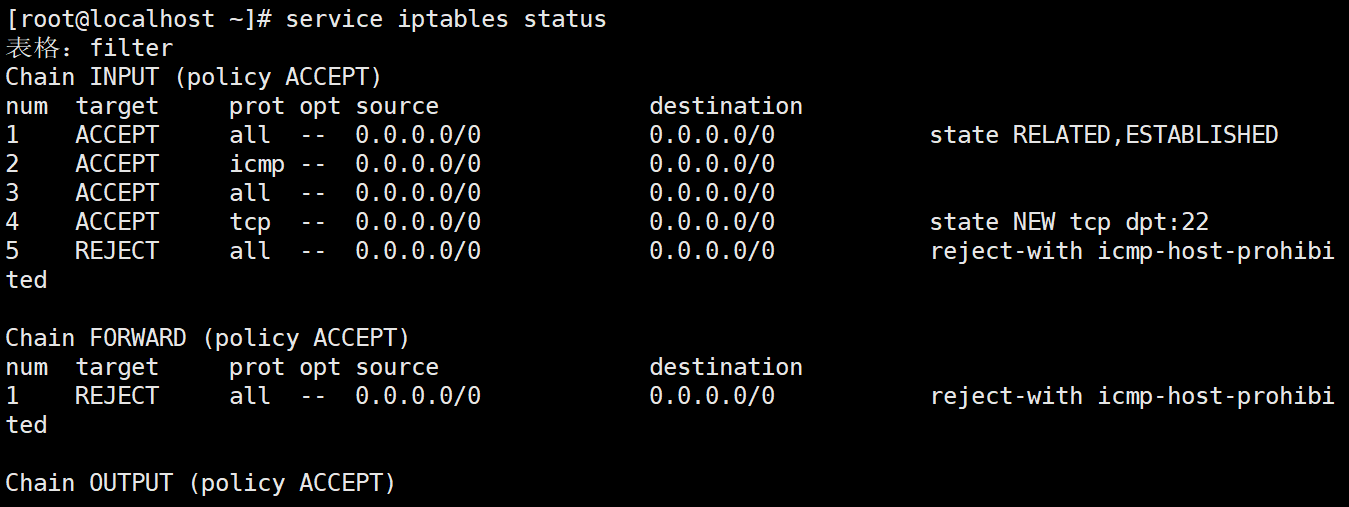 [root@localhost ~]# service iptables status
表格：filter
Chain INPUT (policy ACCEPT)
num  target     prot opt source               destination
1    ACCEPT     all  --  0.0.0.0/0            0.0.0.0/0           state RELATED,ESTABLISHED
2    ACCEPT     icmp --  0.0.0.0/0            0.0.0.0/0
3    ACCEPT     all  --  0.0.0.0/0            0.0.0.0/0
4    ACCEPT     tcp  --  0.0.0.0/0            0.0.0.0/0           state NEW tcp dpt:22
5    REJECT     all  --  0.0.0.0/0            0.0.0.0/0           reject-with icmp-host-prohibi
ted
Chain FORWARD (policy ACCEPT)
num  target     prot opt source               destination
1    REJECT     all  --  0.0.0.0/0            0.0.0.0/0           reject-with icmp-host-prohibi
ted
Chain OUTPUT (policy ACCEPT)